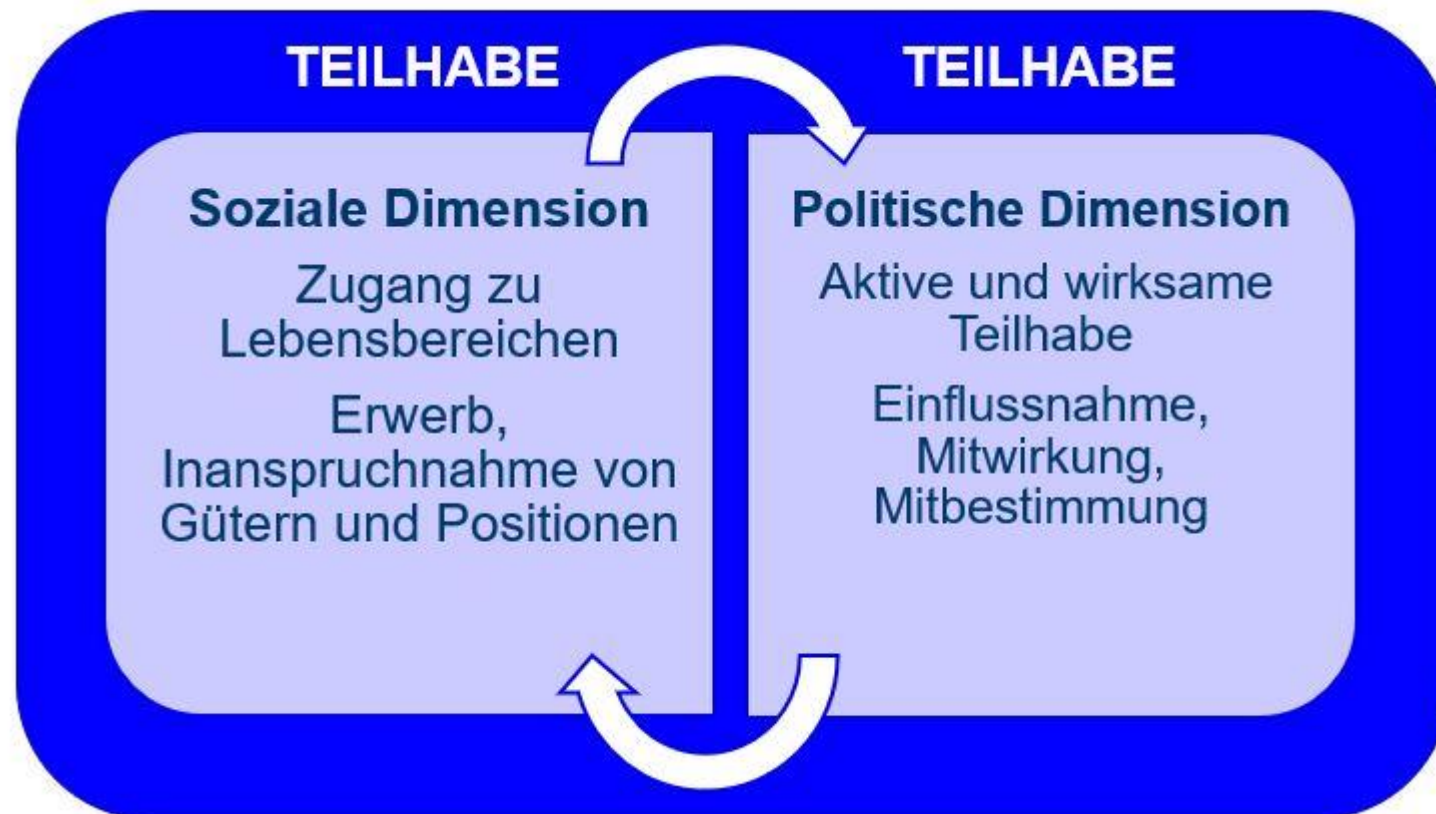 TEILHABE
Soziale Dimension
Zugang zu
Lebensbereichen
Erwerb,
Inanspruchnahme von
Gütern und Positionen
TEILHABE
Politische Dimension
Aktive und wirksame
Teilhabe
Einflussnahme,
Mitwirkung,
Mitbestimmung